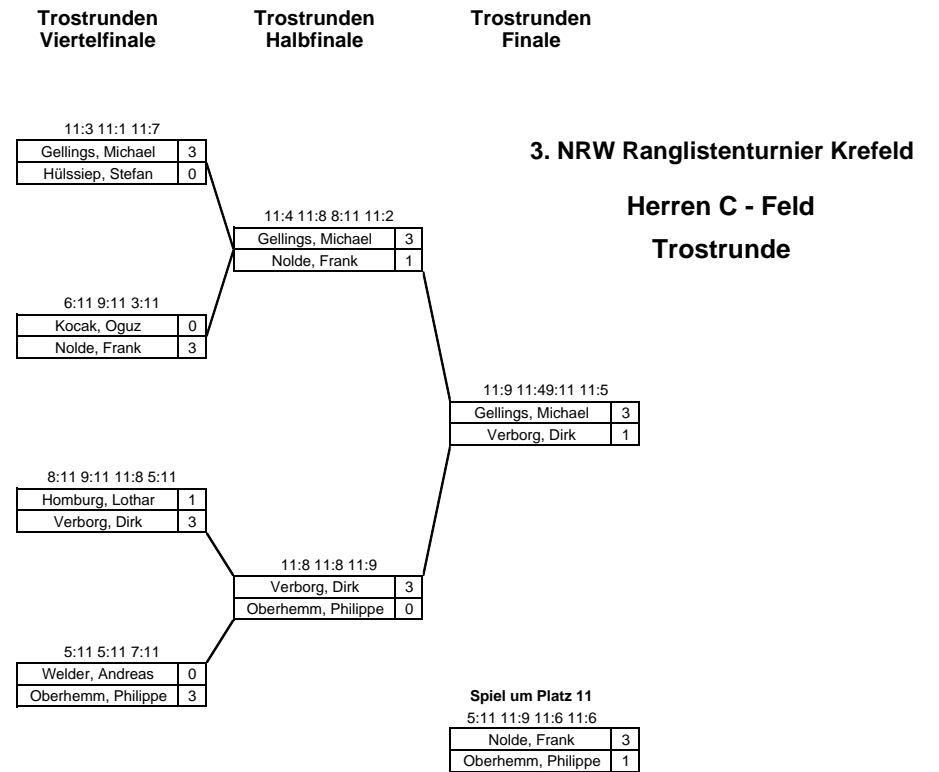 Trostrunden Viertelfinale
Trostrunden Halbfinale
Trostrunden Finale
3. NRW Ranglistenturnier Krefeld
Herren C - Feld
Trostrunde
11:3 11:1 11:7
Gellings, Michael 3
Hülssiep, Stefan 0
11:4 11:8 8:11 11:2
Gellings, Michael 3
Nolde, Frank 1
6:11 9:11 3:11
Kocak, Oguz 0
Nolde, Frank 3
11:9 11:49:11 11:5
Gellings, Michael 3
Verborg, Dirk 1
8:11 9:11 11:8 5:11
Homburg, Lothar 1
Verborg, Dirk 3
11:8 11:8 11:9
Verborg, Dirk 3
Oberhemm, Philippe 0
5:11 5:11 7:11
Welder, Andreas 0
Oberhemm, Philippe 3
Spiel um Platz 11
5:11 11:9 11:6 11:6
Nolde, Frank 3
Oberhemm, Philippe 1